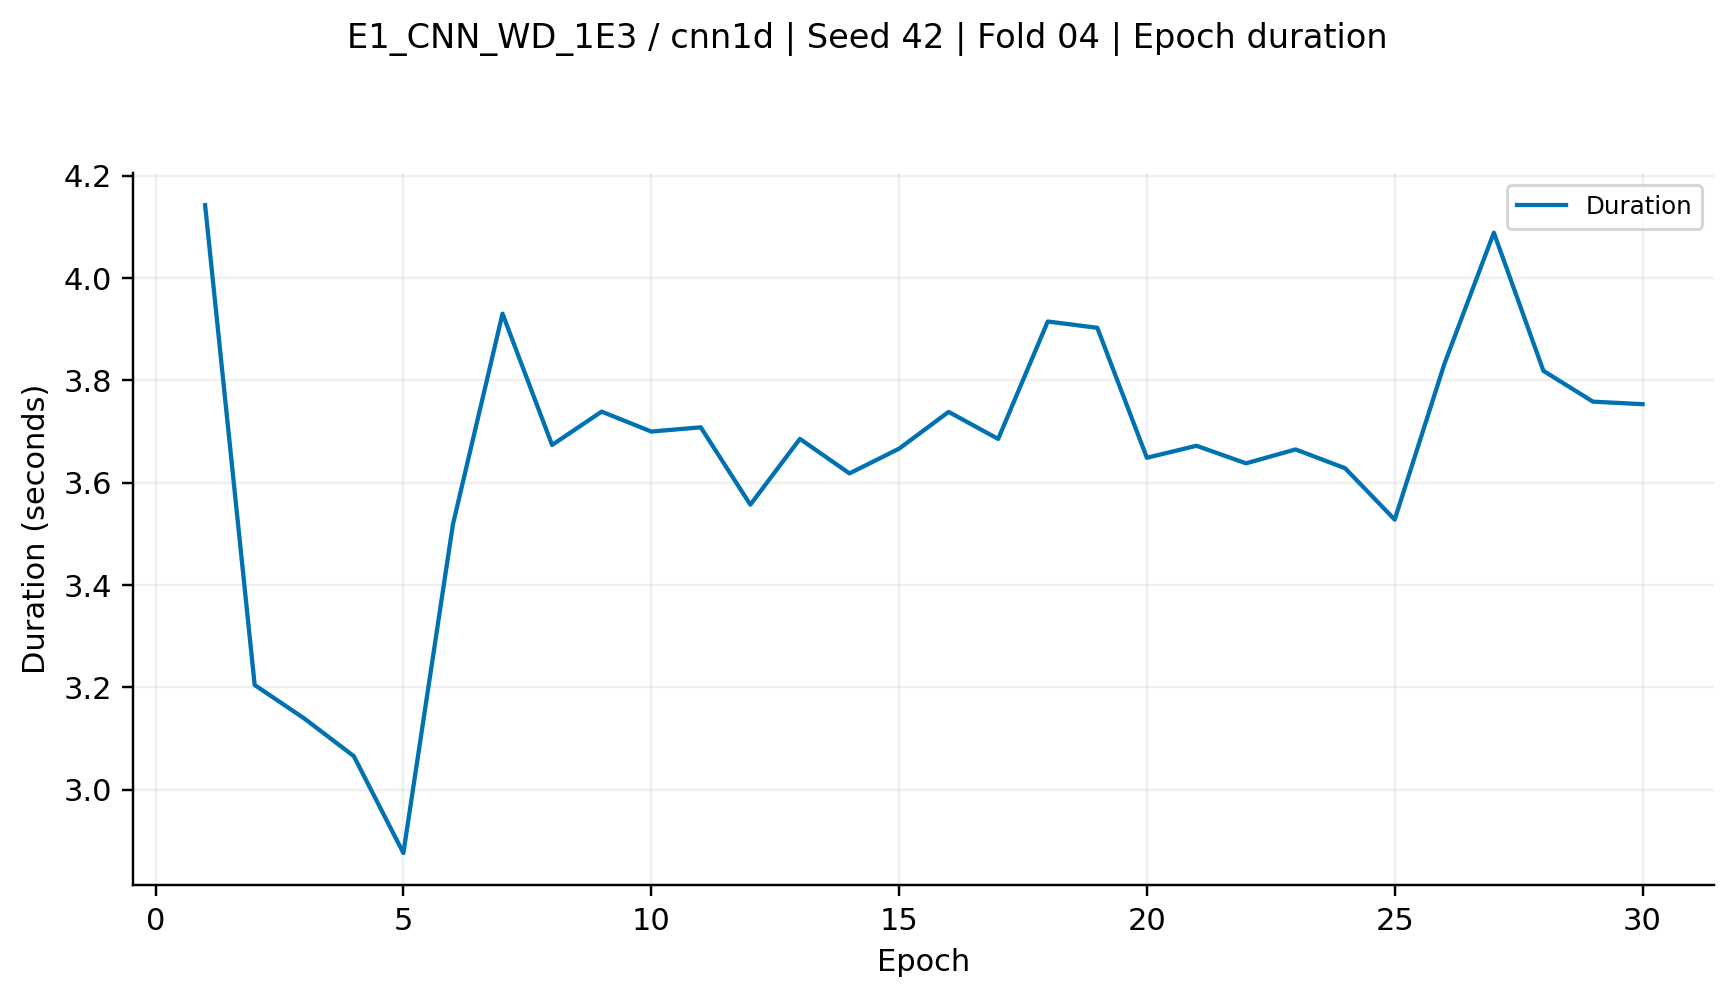 E1_CNN_WD_1E3 / cnn1d | Seed 42 | Fold 04 | Epoch duration
Duration
Duration (seconds)
4.2
4.0
3.8
3.6
3.4
3.2
3.0
0 5 10 15 20 25 30
Epoch